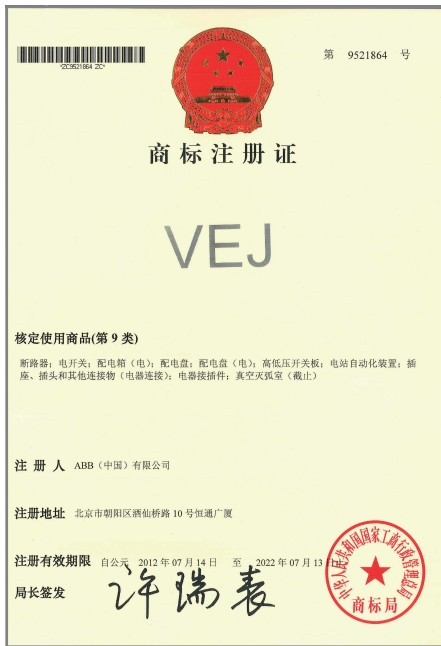 *ZC9521864 ZC*
第 9521864 号
商标注册证
VEJ
核定使用商品(第 9 类)
断路器；电开关；配电箱（电）；配电盘；配电盘（电）；高低压开关板；电站自动化装置；插
座、插头和其他连接物（电器连接）；电器接插件；真空灭弧室（截止）
注 册 人 ABB（中国）有限公司
注册地址 北京市朝阳区酒仙桥路 10 号恒通广厦
注册有效期限 自公元 2012 年 07 月 14 日 至 2022 年 07 月 13 日止
局长签发 许瑞表
中华人民共和国国家工商行政管理总局
商标局